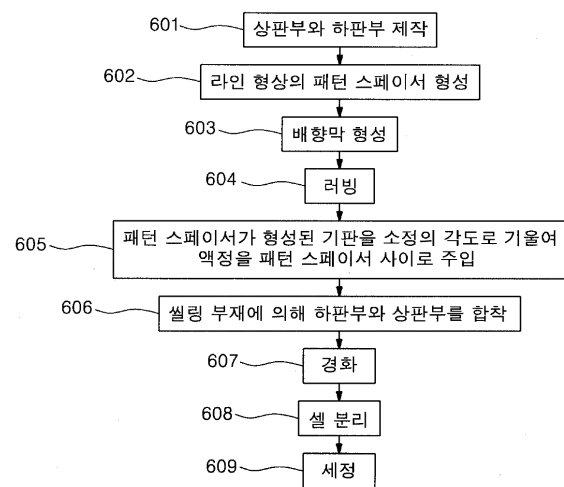 601
상판부와 하판부 제작
602
라인 형상의 패턴 스페이서 형성
603
배향막 형성
604
러빙
605
패턴 스페이서가 형성된 기판을 소정의 각도로 기울여
액정을 패턴 스페이서 사이로 주입
606
씰링 부재에 의해 하판부와 상판부를 합착
607
경화
608
셀 분리
609
세정